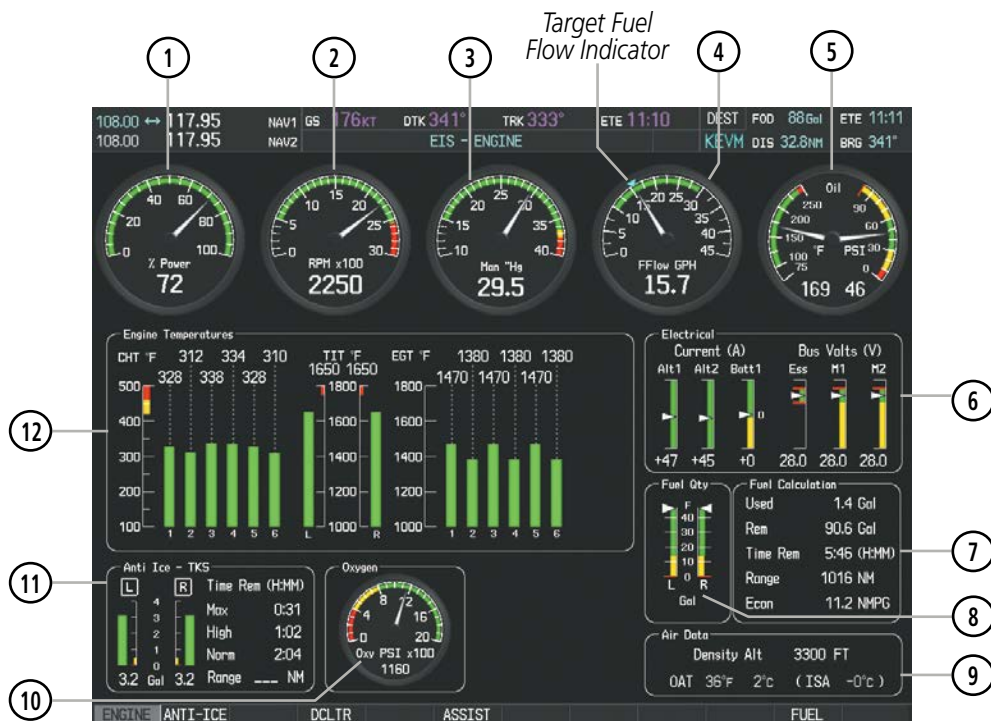 Target Fuel
Flow Indicator
1 2 3 4 5
108.00 ↔ 117.95 NAV1 GS 176KT DTK 341° TRK 333° ETE 11:10 DEST FOD 88Gal ETE 11:11
108.00 117.95 NAV2 EIS - ENGINE KEVM DIS 32.8NM BRG 341°
0 20 40 60 80 100
% Power
72
0 5 10 15 20 30
RPM x100
2250
10 15 20 25 35 40
Man "Hg
29.5
0 5 10 15 20 25 30 35 40 45
FFlow GPH
15.7
Oil
250 200 150 100 75
°F
169
90 60 30 0
PSI
46
Engine Temperatures
CHT °F 312 334 310
328 338 328
500
400
300
200
100
1 2 3 4 5 6
TIT °F
1650 1650
1800
1600
1400
1200
1000
L R
EGT °F 1380 1380 1380
1470 1470 1470
1800
1600
1400
1200
1000
1 2 3 4 5 6
12
Electrical
Current (A) Bus Volts (V)
Alt1 Alt2 Batt1 Ess M1 M2
0
+47 +45 +0 28.0 28.0 28.0
6
Fuel Qty
F
40
30
20
10
0
L R
Gal
8
Fuel Calculation
Used 1.4 Gal
Rem 90.6 Gal
Time Rem 5:46 (H:MM)
Range 1016 NM
Econ 11.2 NMPG
7
11
Anti Ice - TKS
L R Time Rem (H:MM)
4
3
2
1
0
Max 0:31
High 1:02
Norm 2:04
3.2 Gal 3.2 Range ___ NM
Oxygen
0 4 8 12 16 20
Oxy PSI x100
1160
10
Air Data
Density Alt 3300 FT
OAT 36°F 2°C ( ISA -0°C )
9
ENGINE ANTI-ICE DCLTR ASSIST FUEL